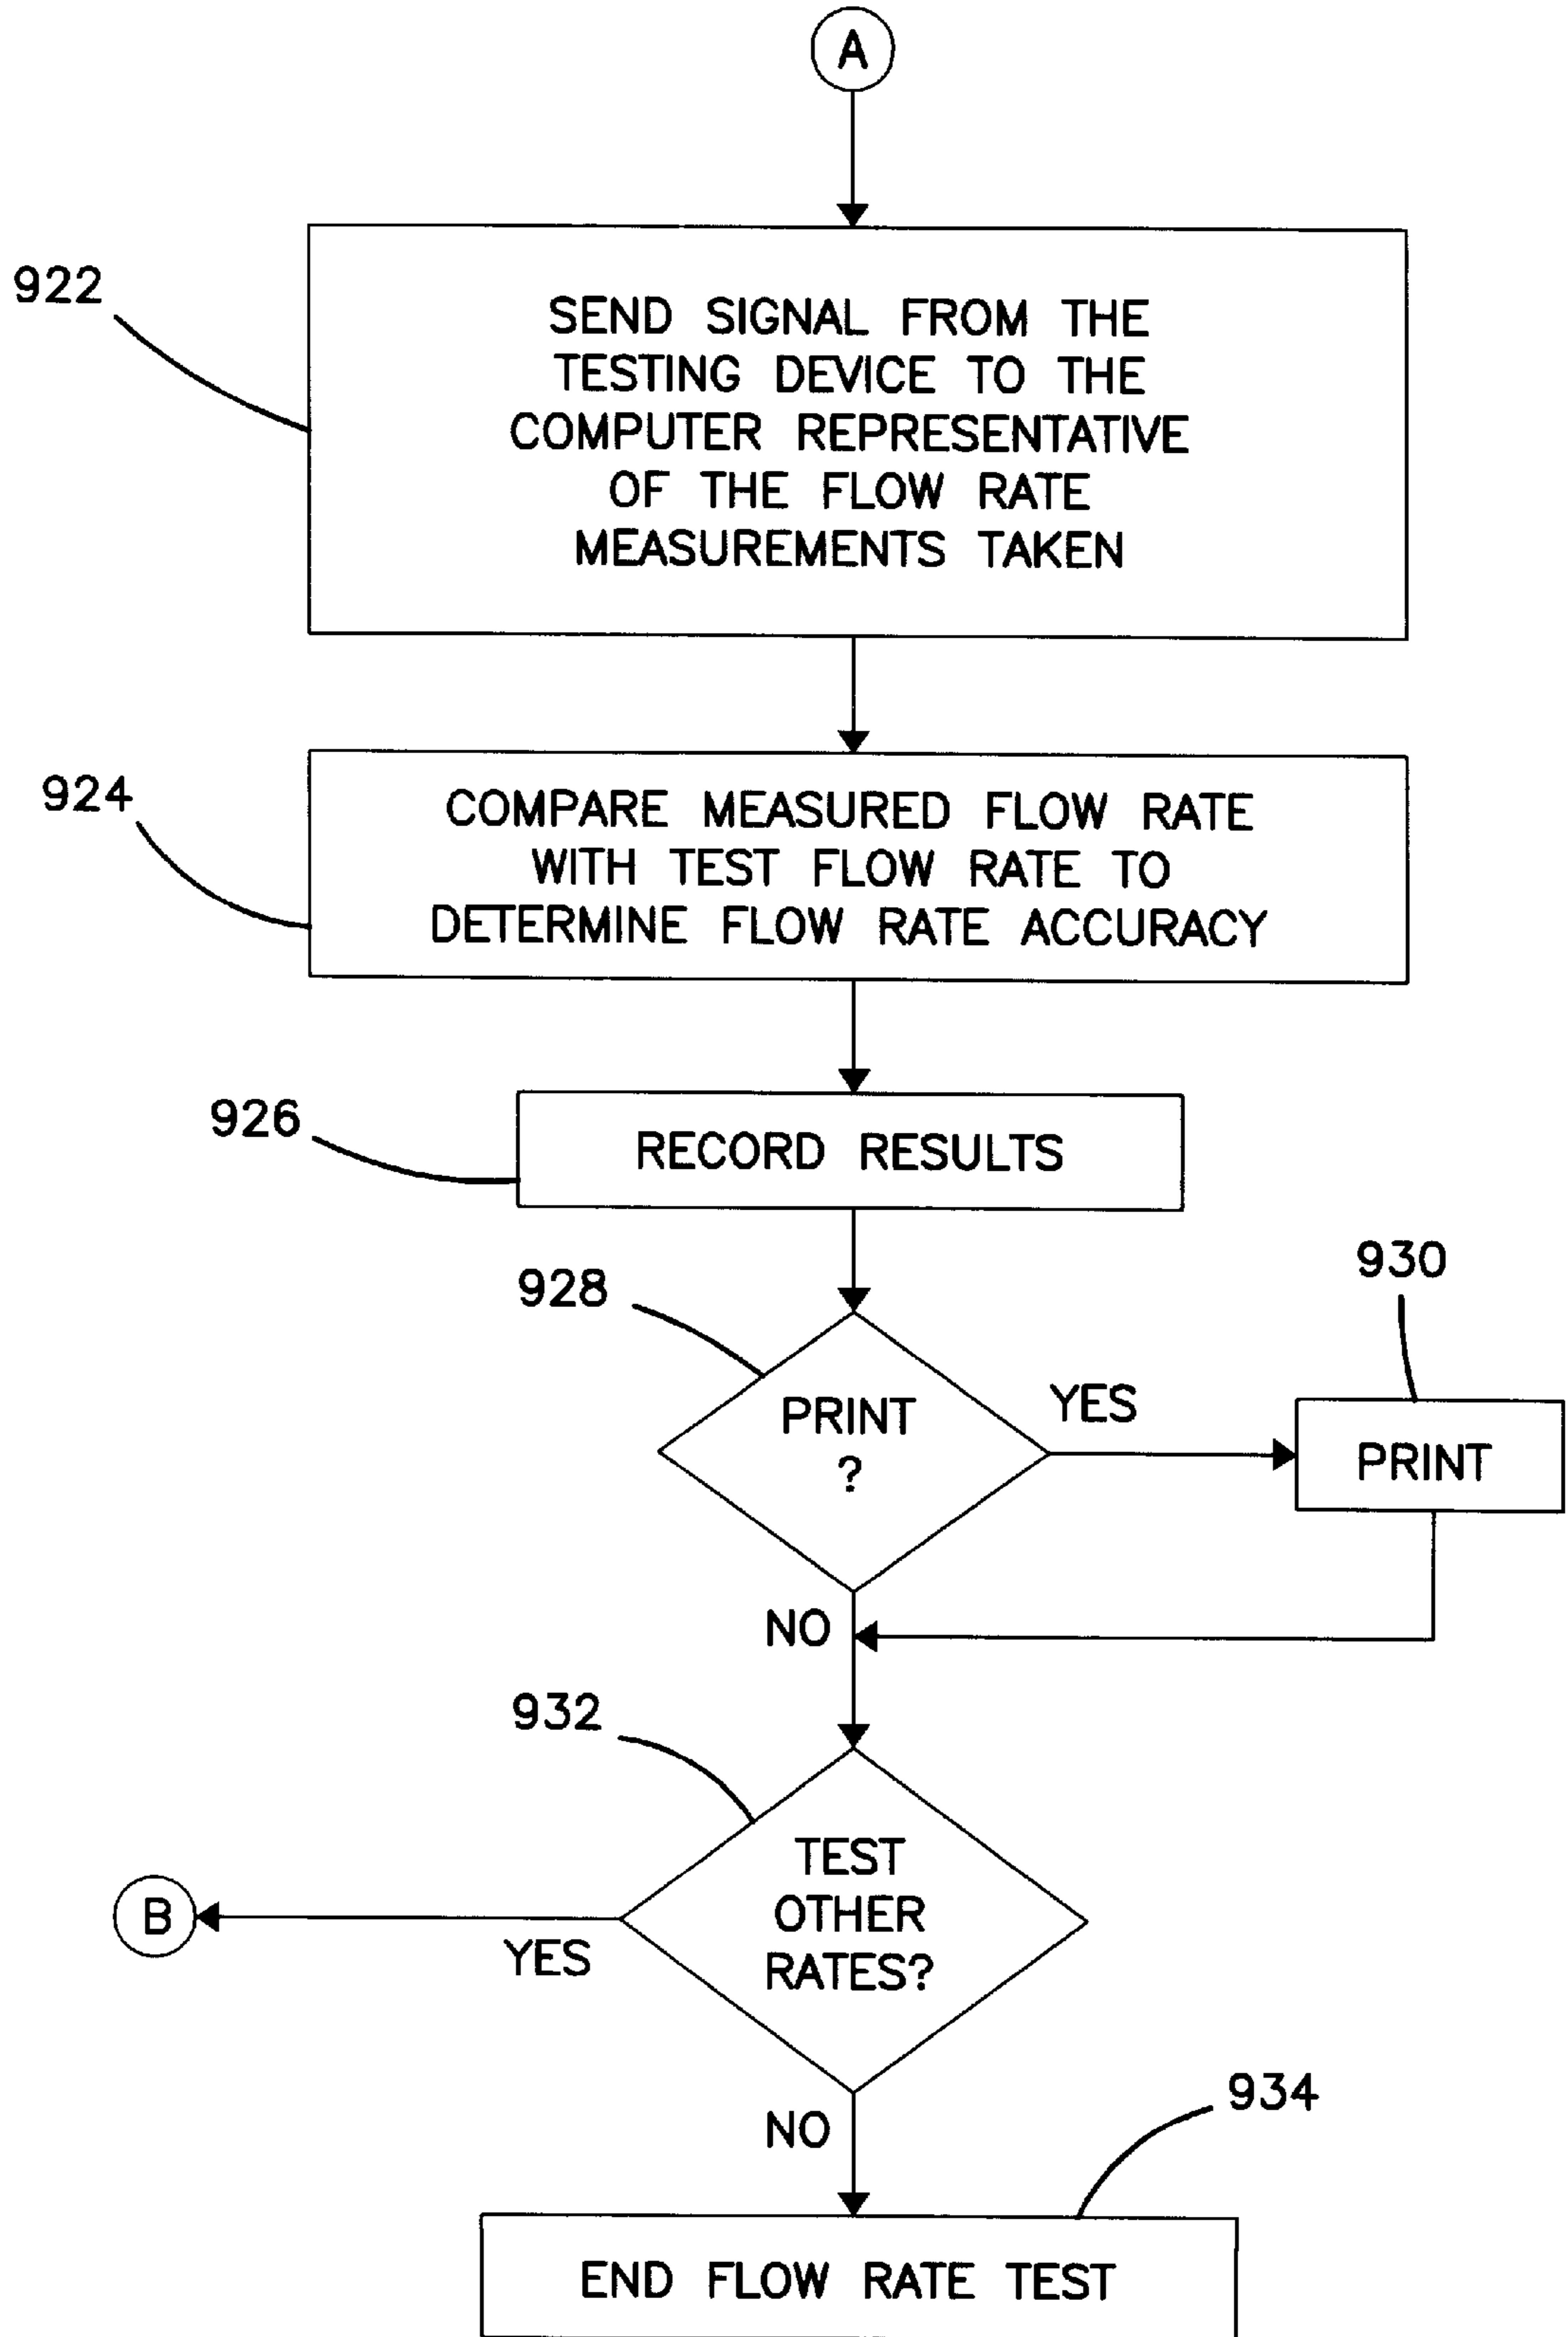 A
922
SEND SIGNAL FROM THE
TESTING DEVICE TO THE
COMPUTER REPRESENTATIVE
OF THE FLOW RATE
MEASUREMENTS TAKEN
924
COMPARE MEASURED FLOW RATE
WITH TEST FLOW RATE TO
DETERMINE FLOW RATE ACCURACY
926
RECORD RESULTS
928
930
PRINT
?
YES
PRINT
NO
932
TEST
OTHER
RATES?
B
YES
NO
934
END FLOW RATE TEST